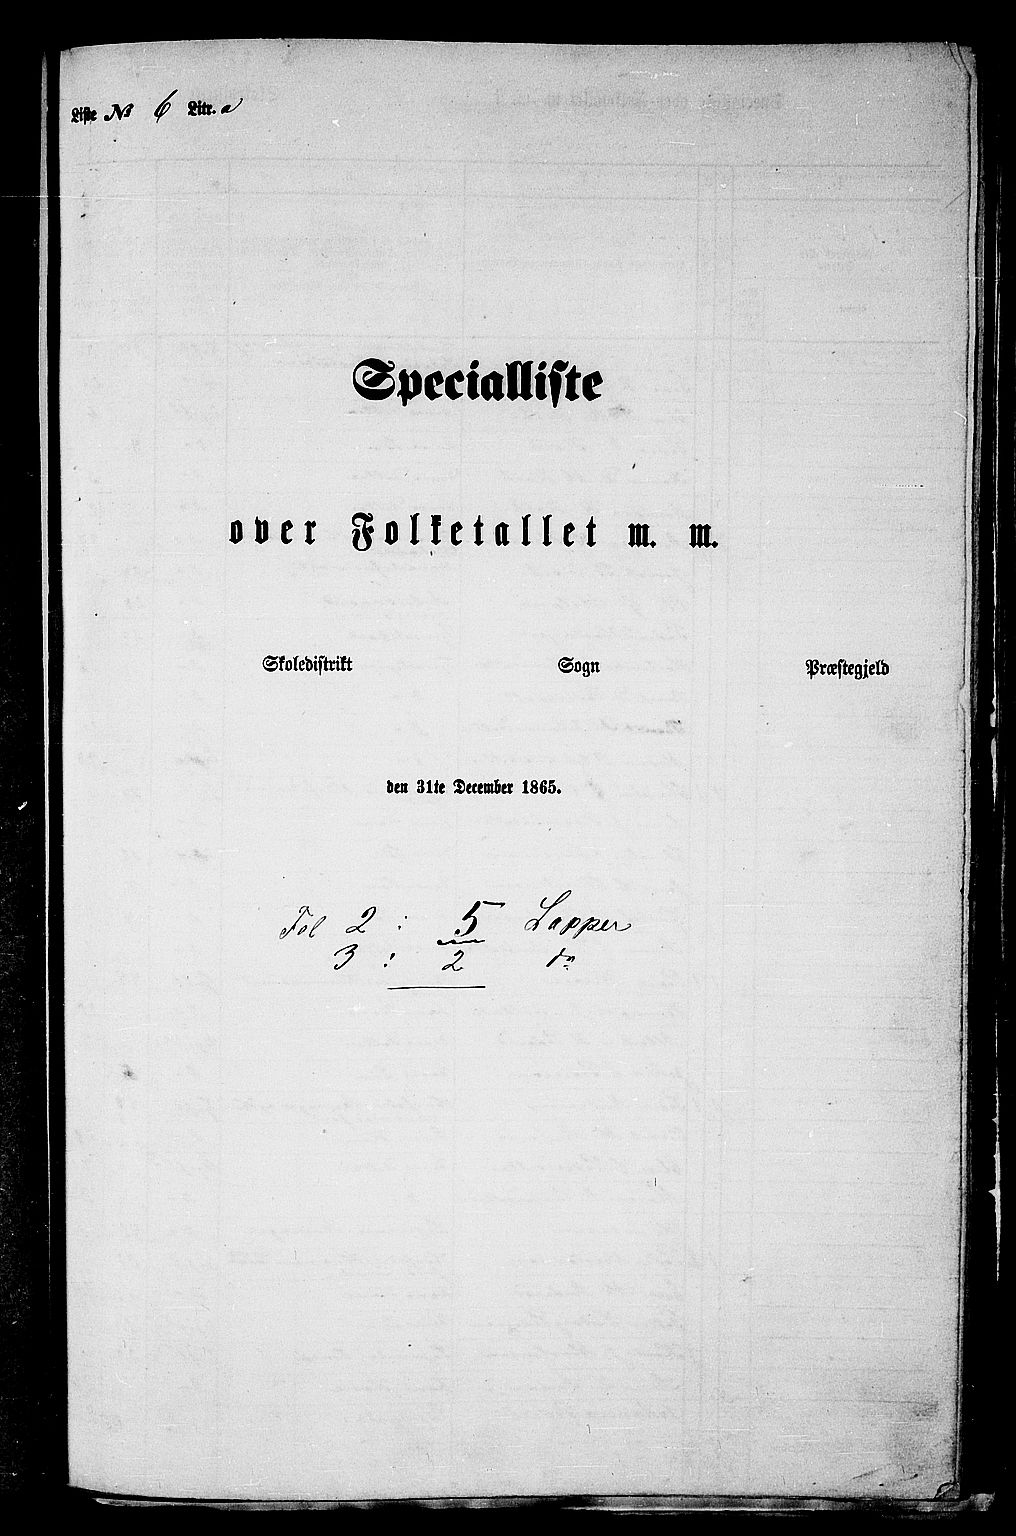 Liste № 6 Litr. a
Specialliste
over Folketallet m. m.
Skoledistrikt Sogn Præstegjeld
den 31te December 1865.
Fol 2 : 5 Lapper
3 : 2 do